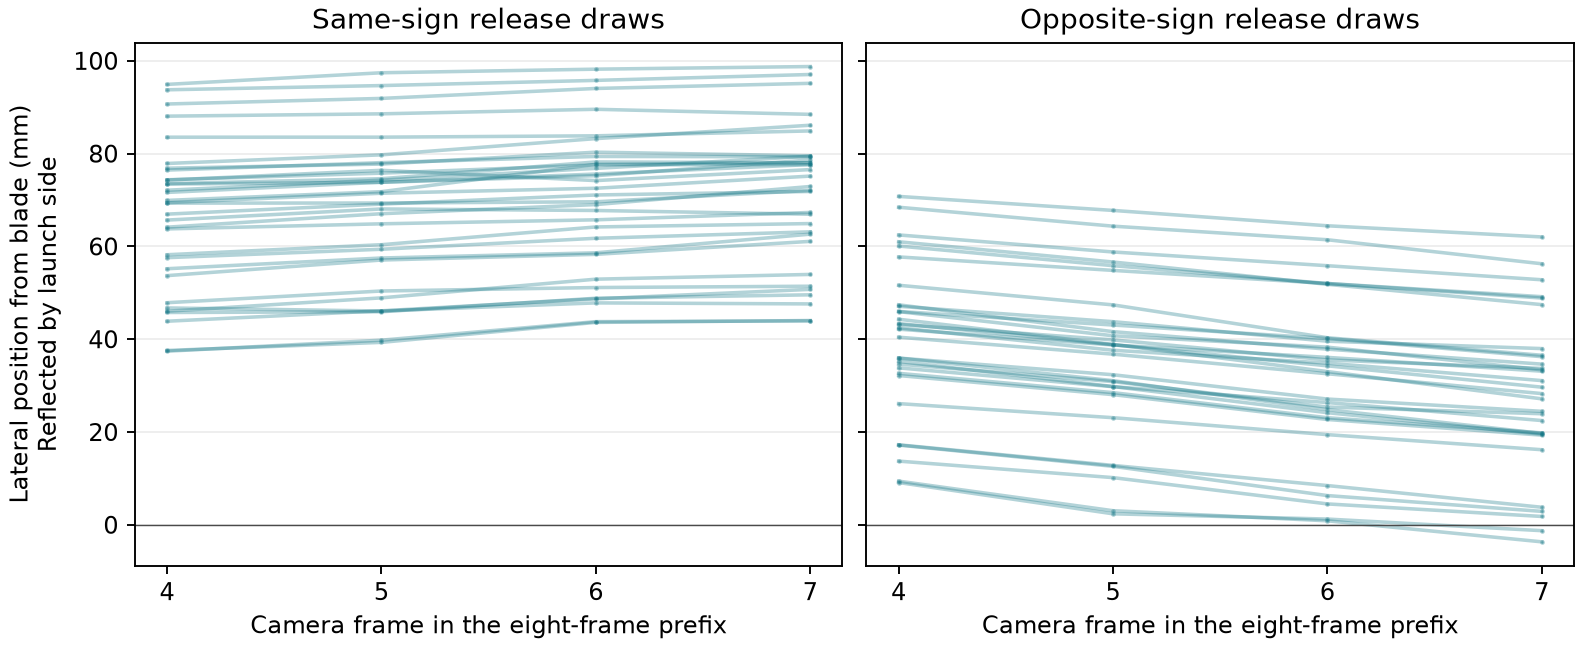 Same-sign release draws
Opposite-sign release draws
Lateral position from blade (mm)
Reflected by launch side
100
80
60
40
20
0
4
5
6
7
4
5
6
7
Camera frame in the eight-frame prefix
Camera frame in the eight-frame prefix